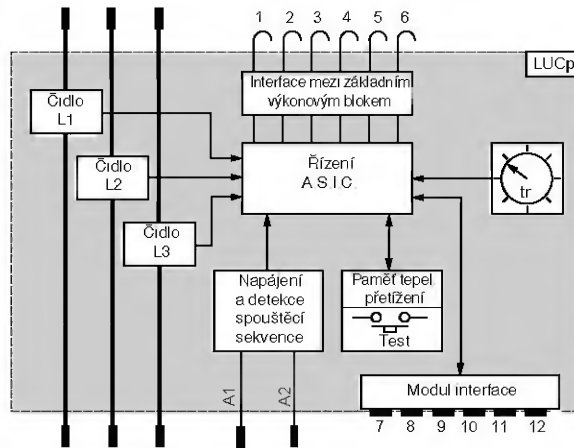 1 2 3 4 5 6
LUCp
Interface mezi základním
výkonovým blokem
Čidlo
L1
Řízení
A.S.I.C.
Čidlo
L2
tr
Čidlo
L3
Napájení
a detekce
spouštěcí
sekvence
Paměť tepel
přetížení
Test
A1
A2
Modul interface
7 8 9 10 11 12